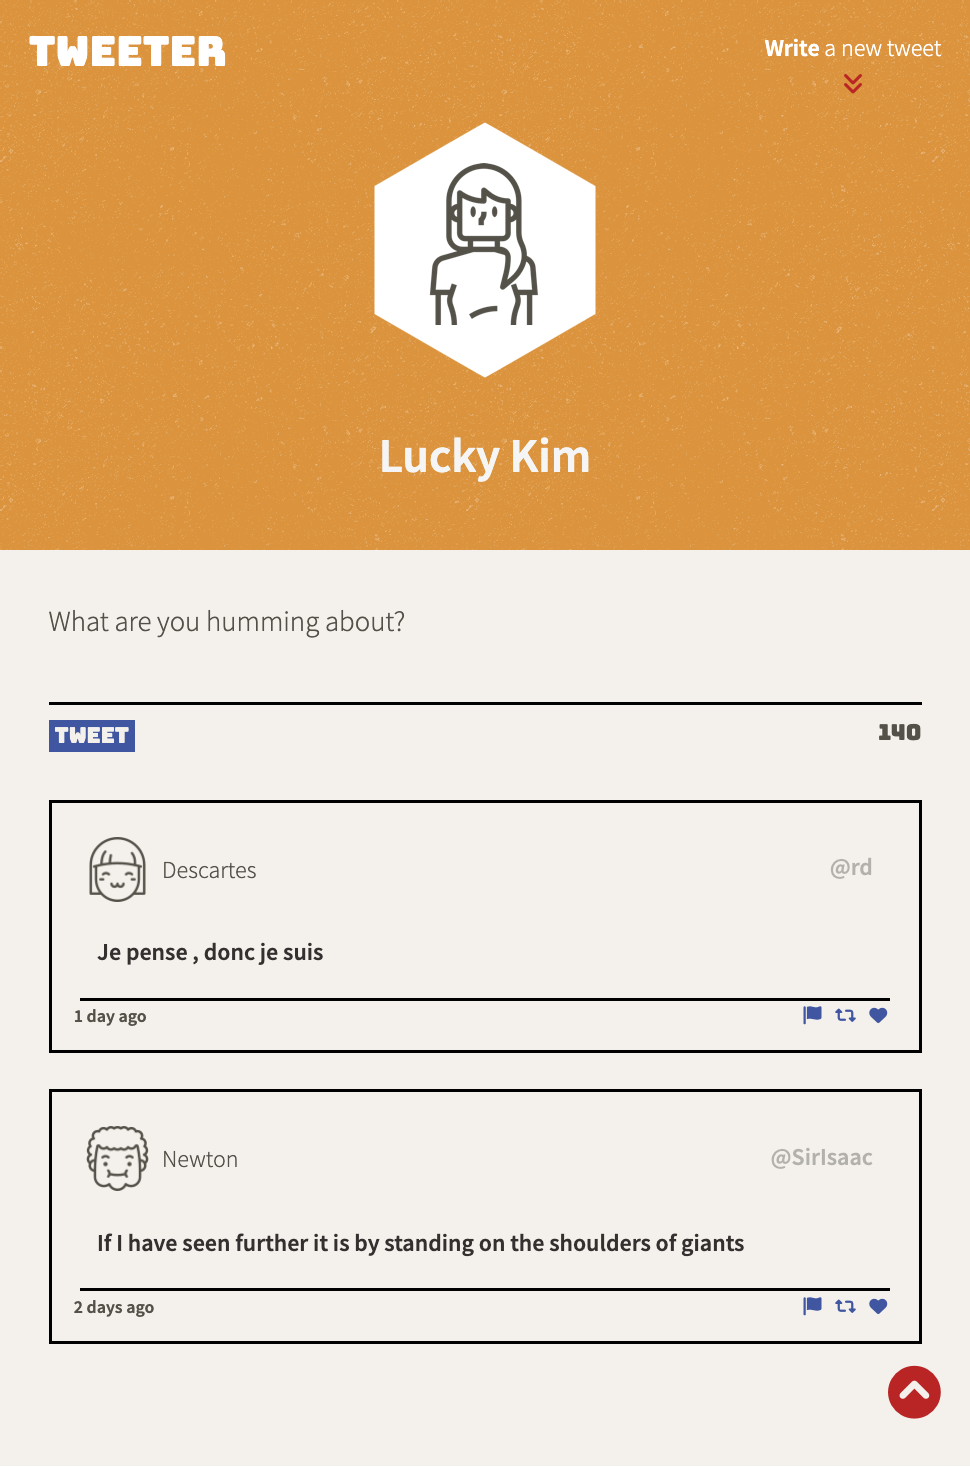 TWEETER
Write a new tweet
Lucky Kim
What are you humming about?
TWEET
140
Descartes
@rd
Je pense , donc je suis
1 day ago
Newton
@SirIsaac
If I have seen further it is by standing on the shoulders of giants
2 days ago